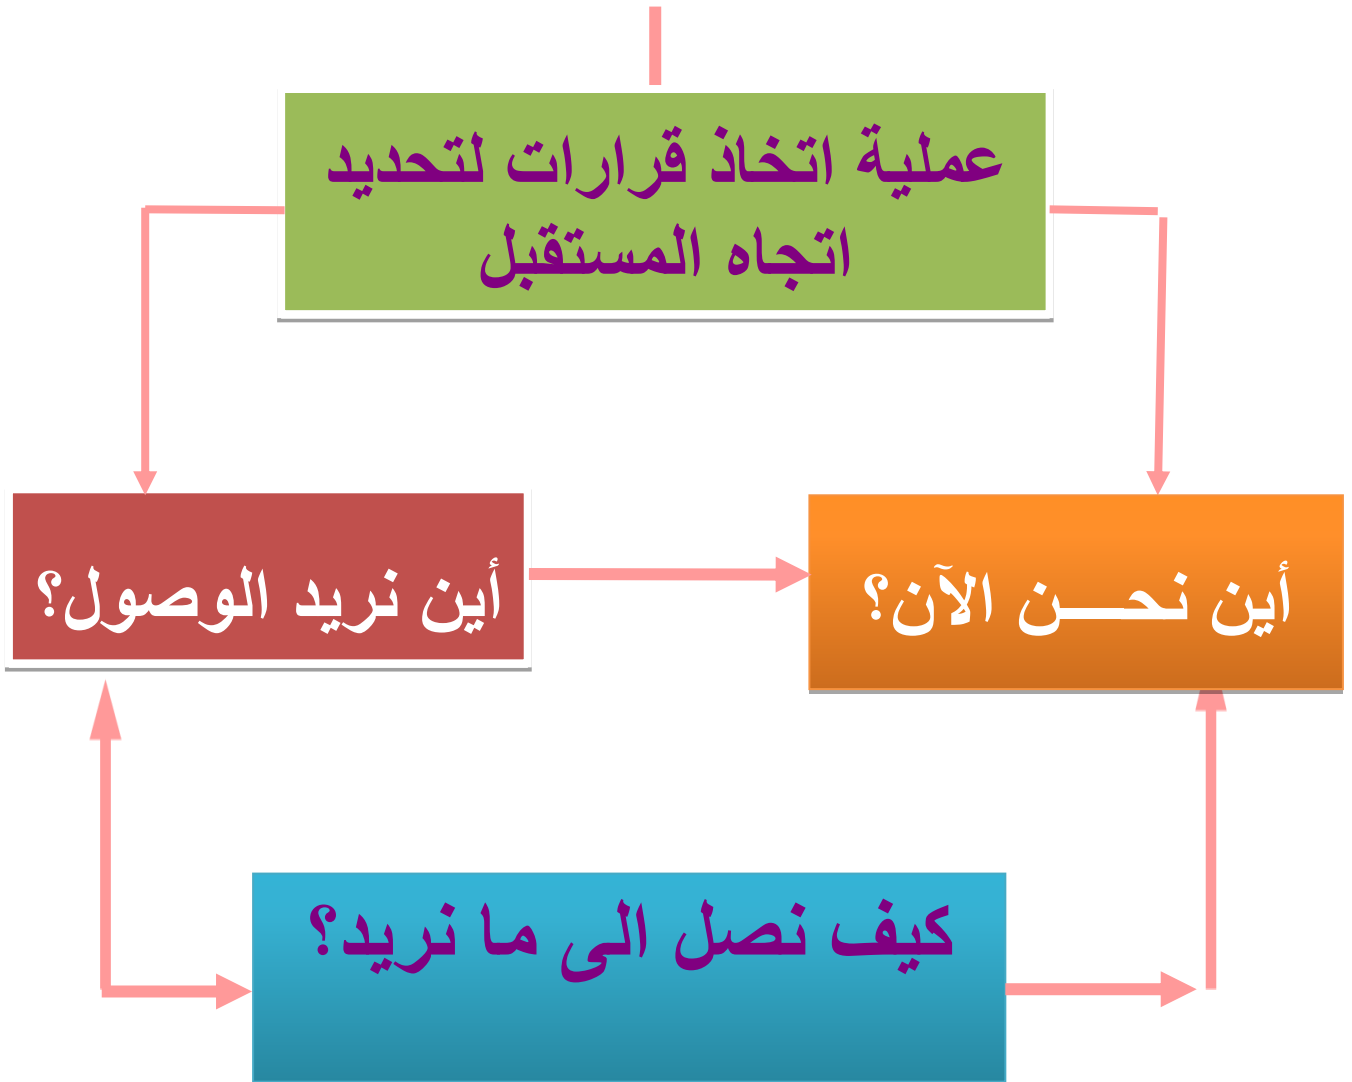 عملية اتخاذ قرارات لتحديد
اتجاه المستقبل
أين نحـــن الآن؟
أين نريد الوصول؟
كيف نصل الى ما نريد؟